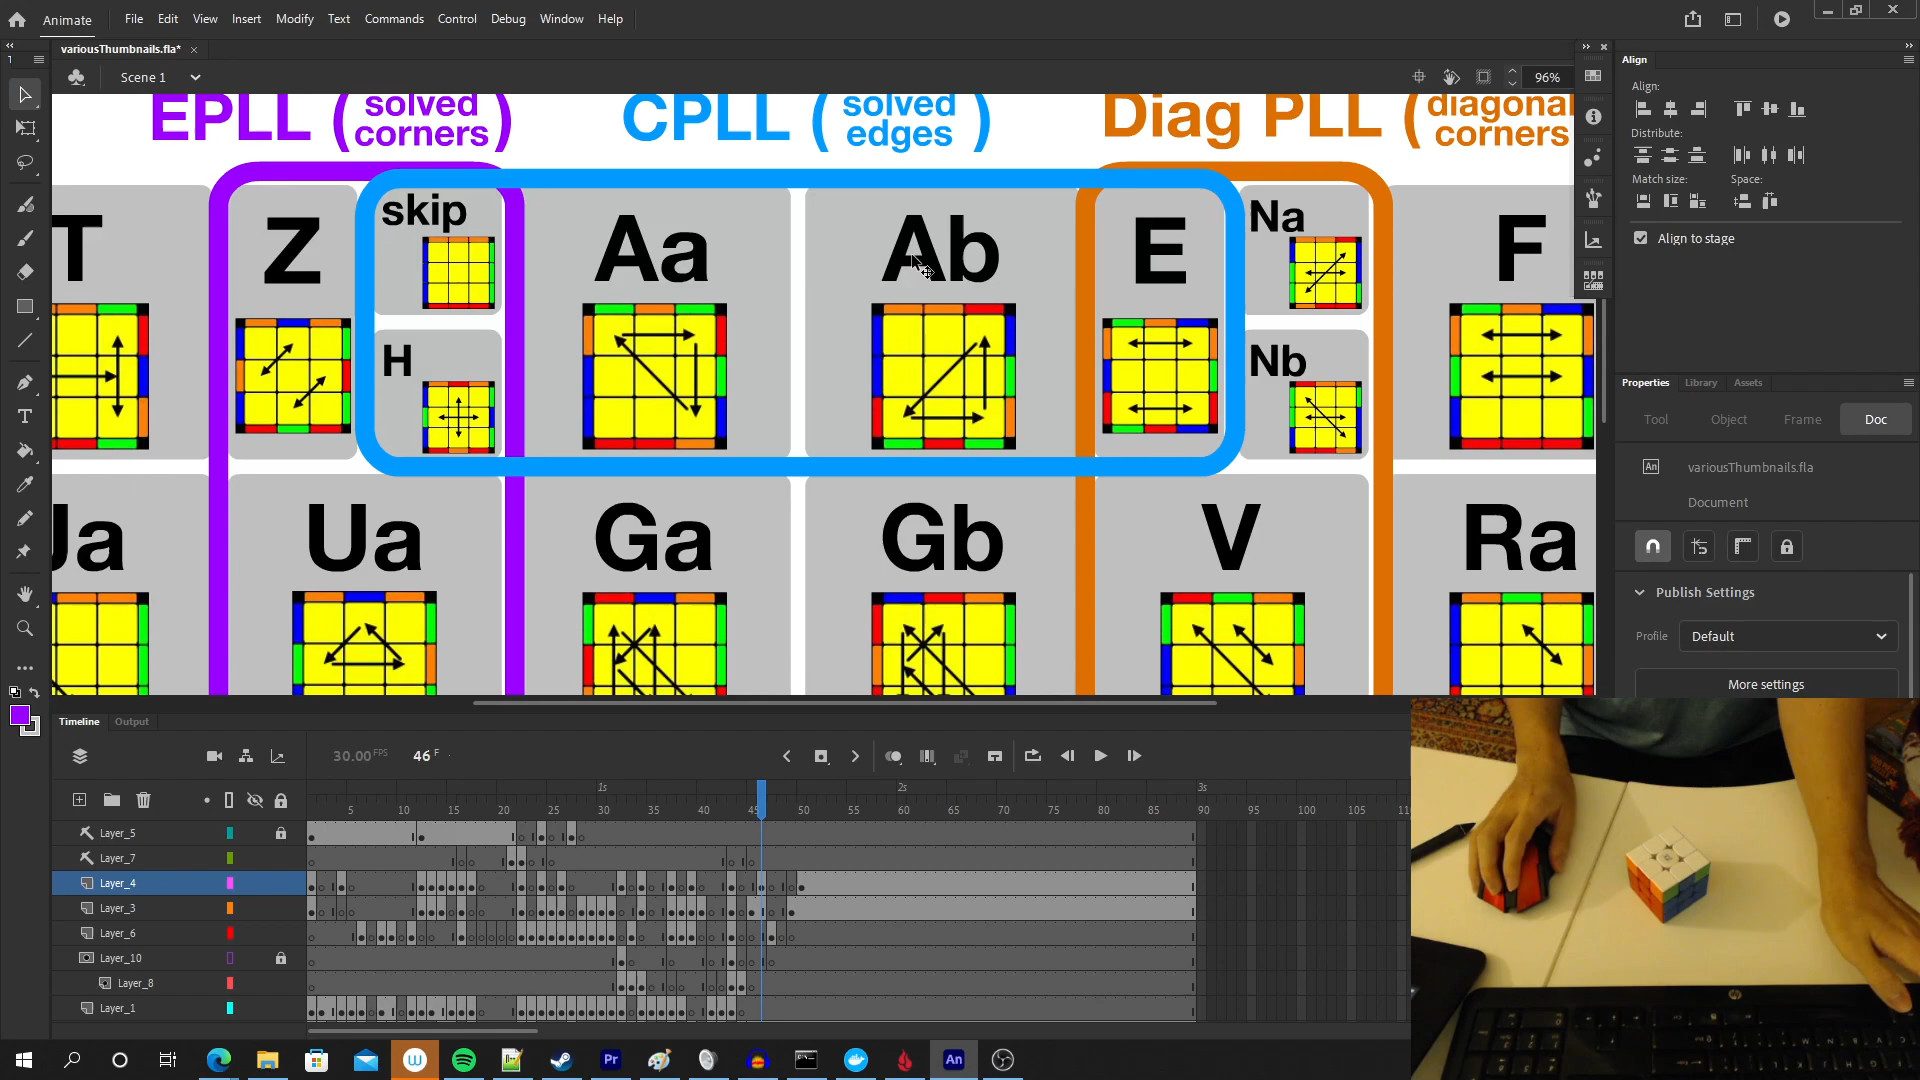 Animate File Edit View Insert Modify Text Commands Control Debug Window Help
variousThumbnails.fla*
Scene 1
96%
EPLL ( solved corners )
CPLL ( solved edges )
Diag PLL ( diagonal corners
T
Z
skip
H
Aa
Ab
E
Na
Nb
F
Ja
Ua
Ga
Gb
V
Ra
Align
Align:
Distribute:
Match size:
Space:
Align to stage
Properties Library Assets
Tool Object Frame Doc
An
variousThumbnails.fla
Document
Publish Settings
Profile Default
More settings
Timeline Output
30.00 FPS 46 F
1s 2s 3s
5 10 15 20 25 30 35 40 45 50 55 60 65 70 75 80 85 90 95 100 105
Layer_5
Layer_7
Layer_4
Layer_3
Layer_6
Layer_10
Layer_8
Layer_1
Pr
An